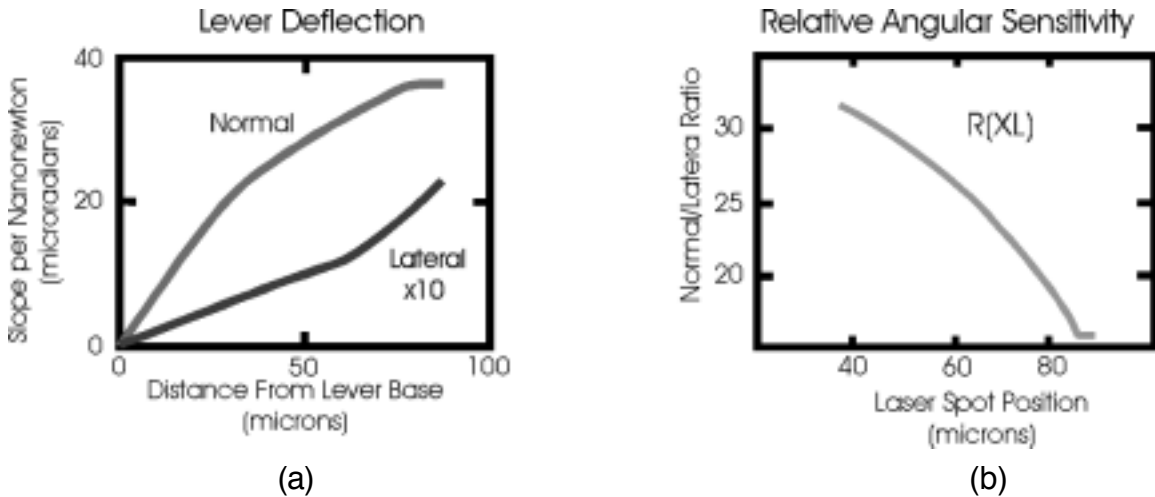 Lever Deflection
40
20
0
0
50
100
Normal
Lateral
x10
Slope per Nanonewton
(microradians)
Distance From Lever Base
(microns)
(a)
Relative Angular Sensitivity
30
25
20
40
60
80
R(XL)
Normal/Latera Ratio
Laser Spot Position
(microns)
(b)